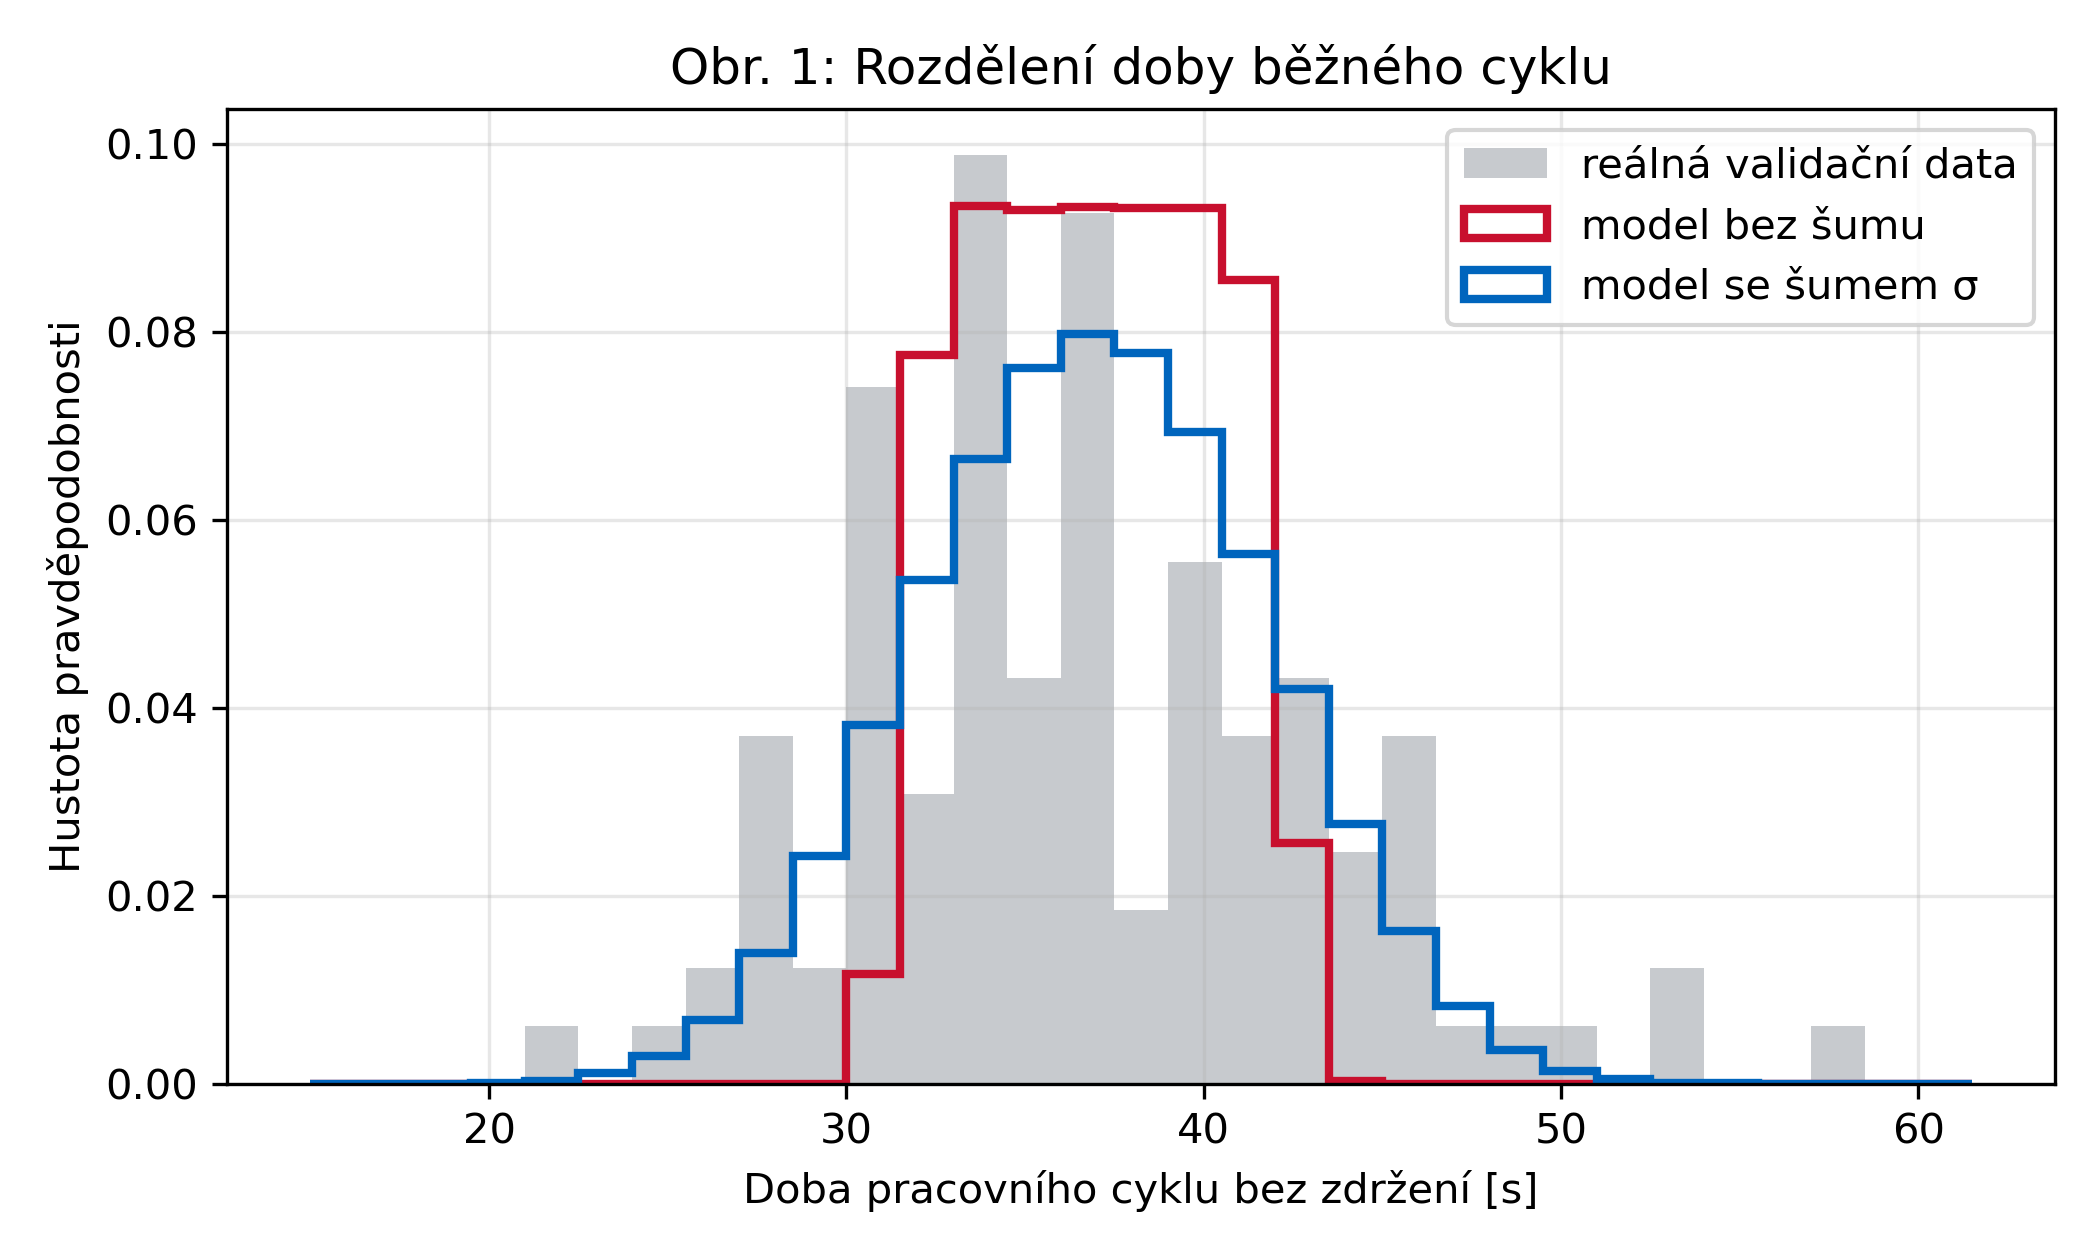 Obr. 1: Rozdělení doby běžného cyklu
0.10
0.08
0.06
0.04
0.02
0.00
Hustota pravděpodobnosti
reálná validační data
model bez šumu
model se šumem σ
20 30 40 50 60
Doba pracovního cyklu bez zdržení [s]